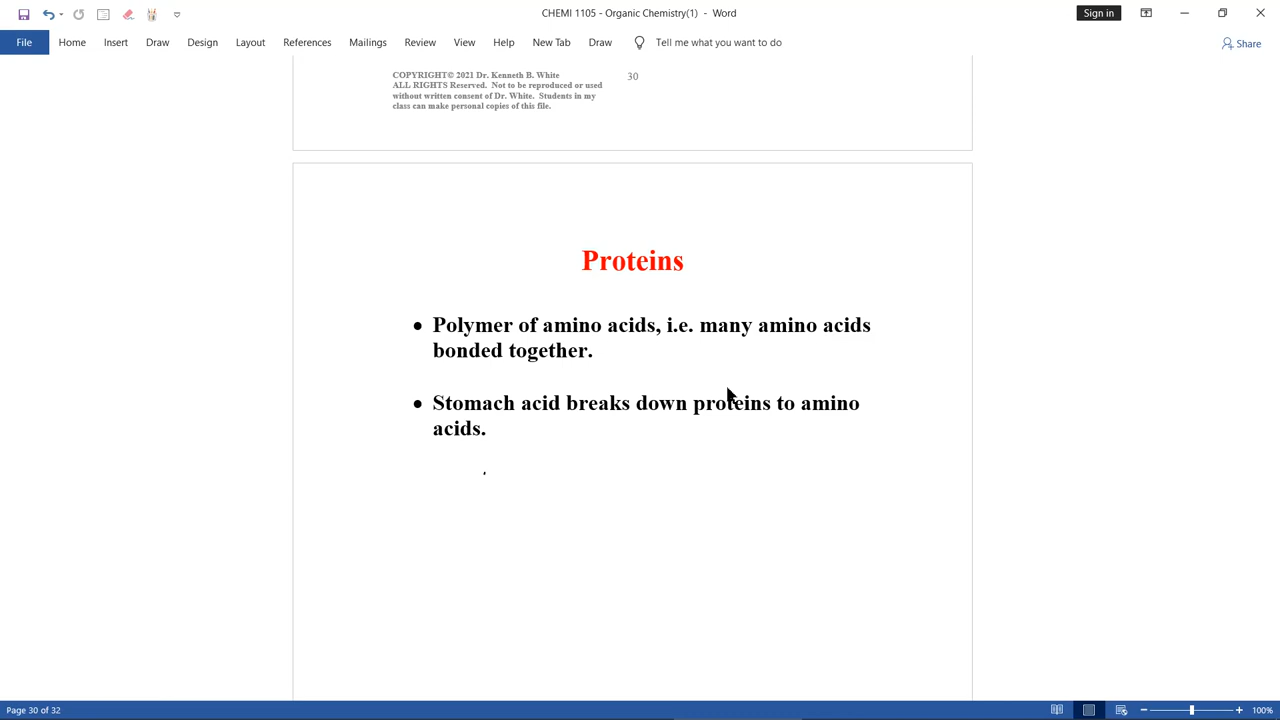 CHEMI 1105 - Organic Chemistry(1) - Word
Sign in
File Home Insert Draw Design Layout References Mailings Review View Help New Tab Draw Tell me what you want to do Share
COPYRIGHT© 2021 Dr. Kenneth B. White 30
ALL RIGHTS Reserved. Not to be reproduced or used
without written consent of Dr. White. Students in my
class can make personal copies of this file.
Proteins
• Polymer of amino acids, i.e. many amino acids
bonded together.
• Stomach acid breaks down proteins to amino
acids.
Page 30 of 32 100%